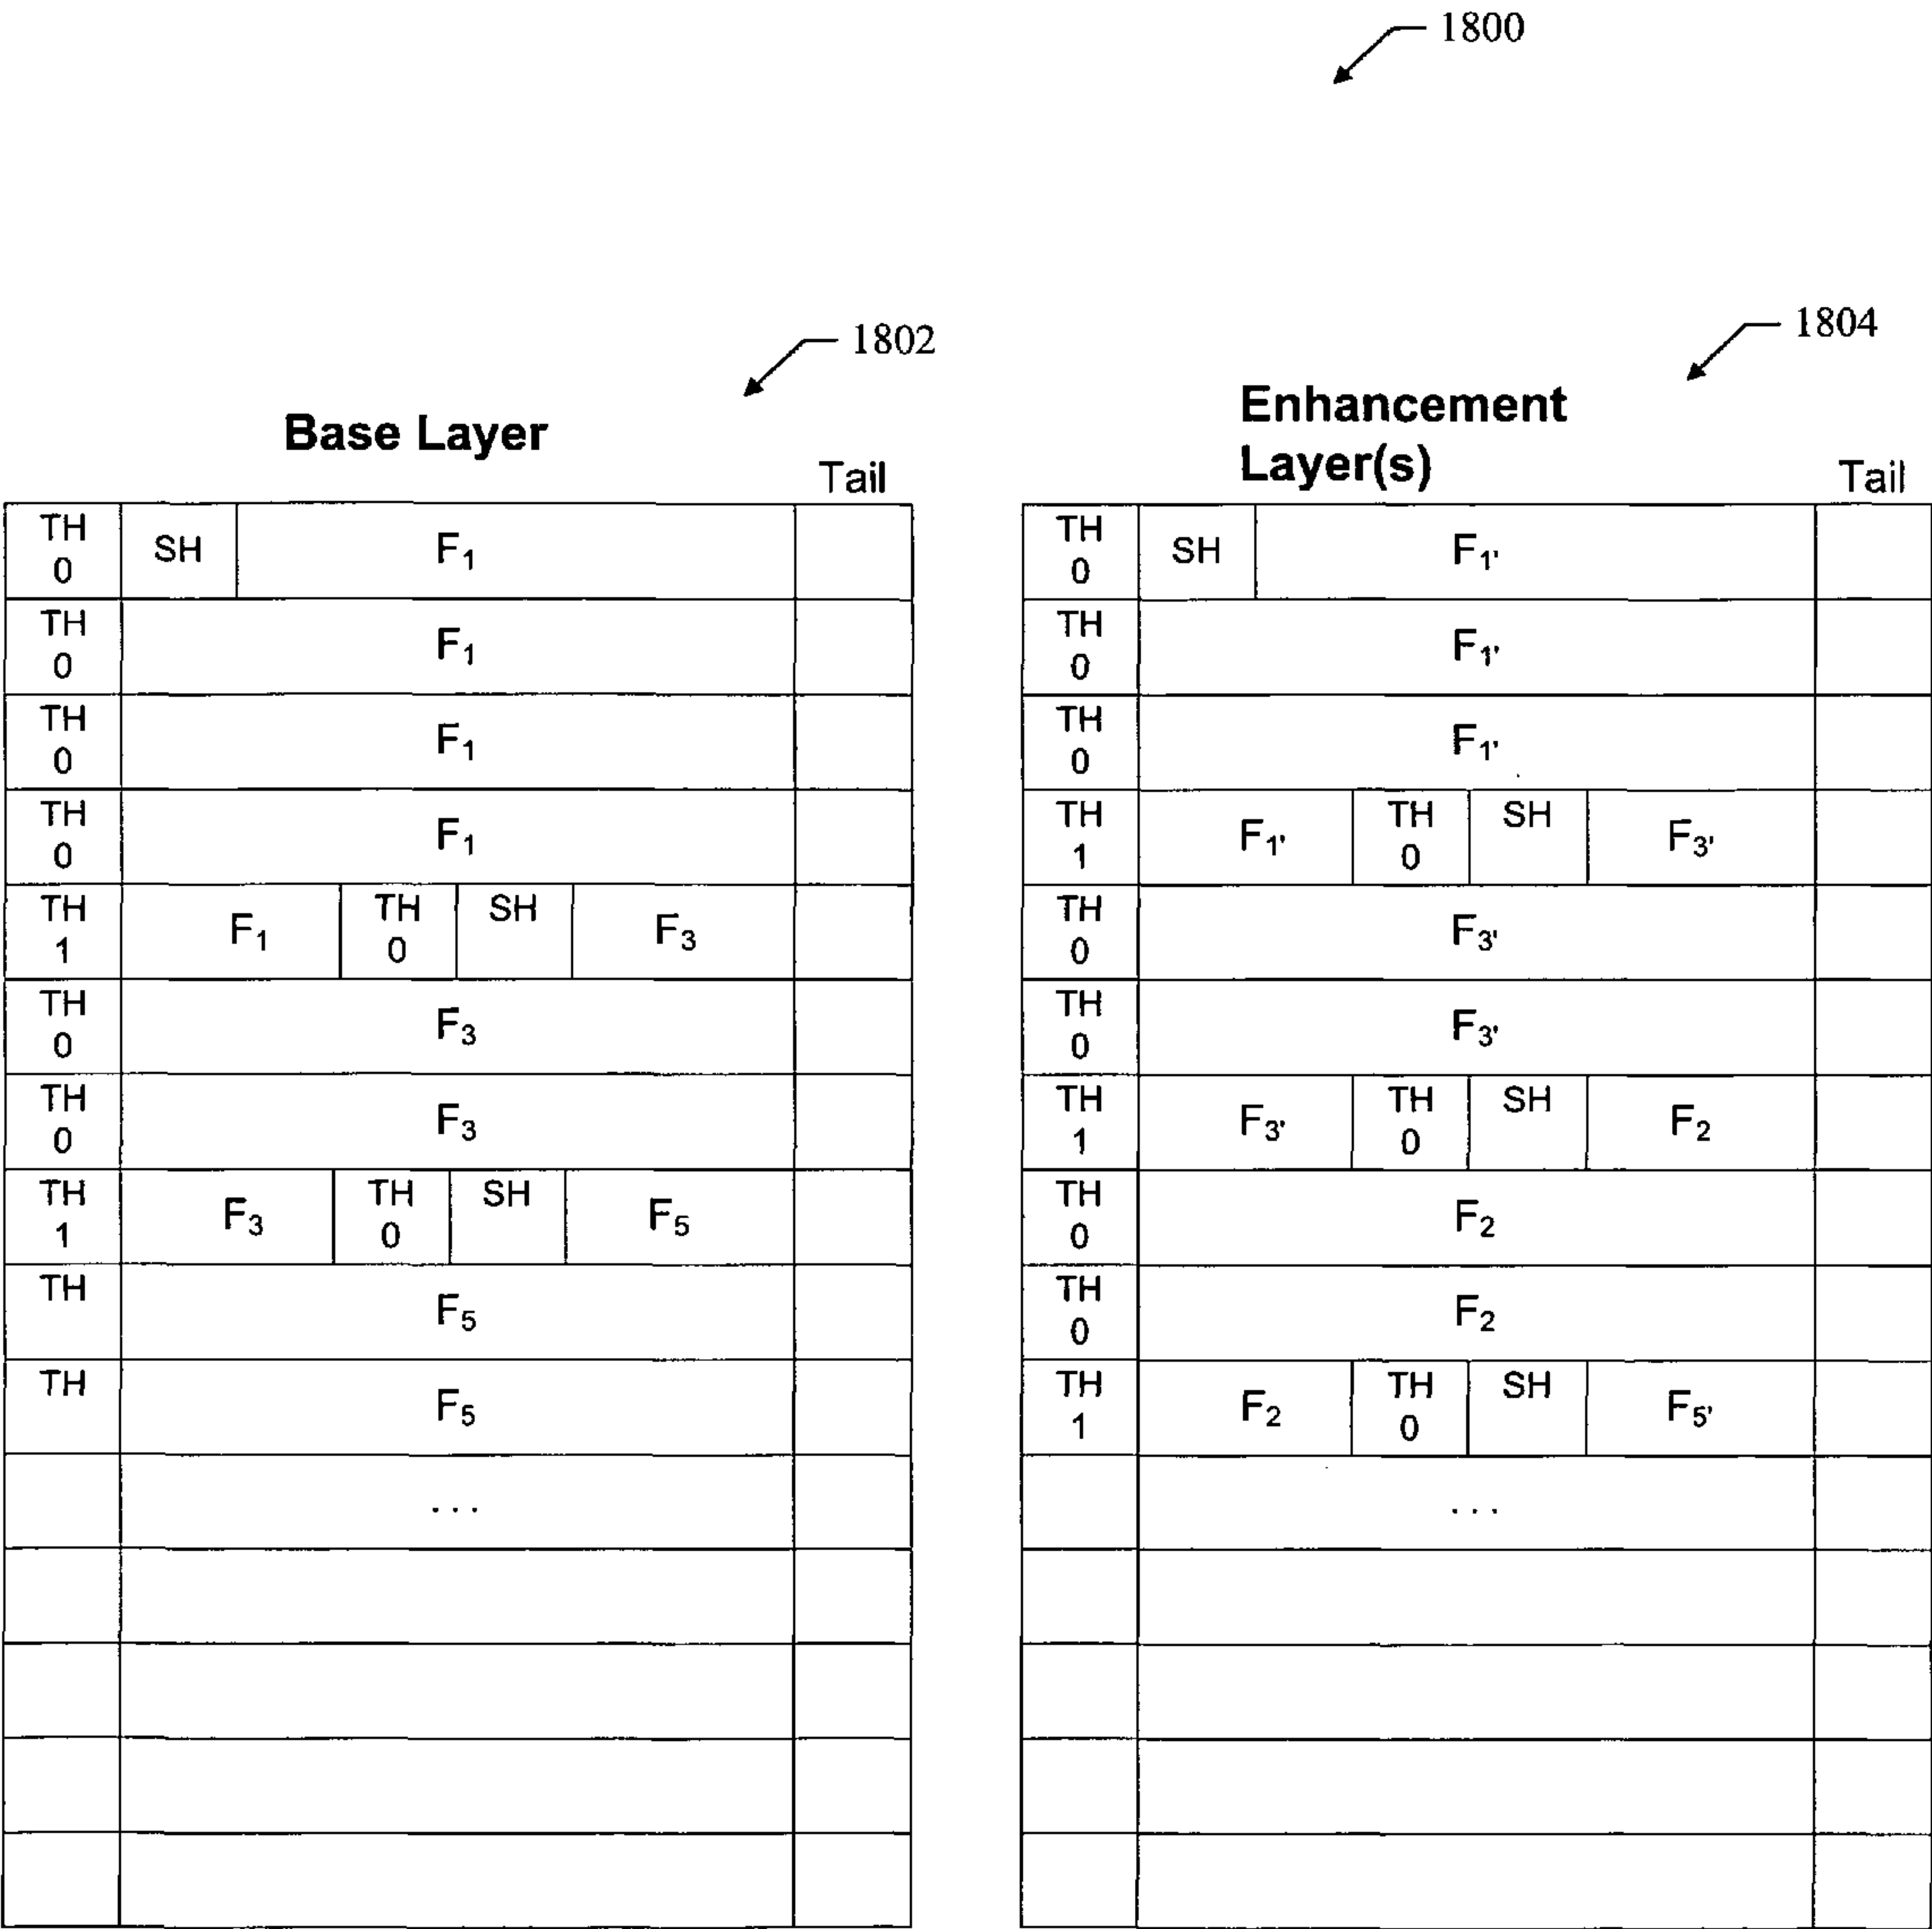 1800
1802
Base Layer
Tail
TH 0 SH F₁
TH 0 F₁
TH 0 F₁
TH 0 F₁
TH 1 F₁ TH 0 SH F₃
TH 0 F₃
TH 0 F₃
TH 1 F₃ TH 0 SH F₅
TH F₅
TH F₅
...
1804
Enhancement
Layer(s)
Tail
TH 0 SH F₁'
TH 0 F₁'
TH 0 F₁'
TH 1 F₁' TH 0 SH F₃'
TH 0 F₃'
TH 0 F₃'
TH 1 F₃' TH 0 SH F₂
TH 0 F₂
TH 0 F₂
TH 1 F₂ TH 0 SH F₅'
...